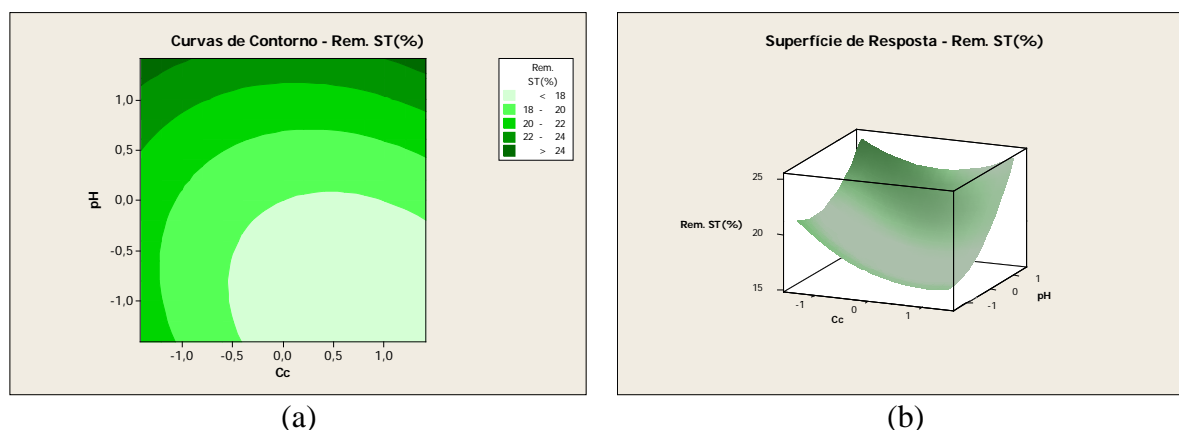 Curvas de Contorno - Rem. ST(%)
Rem.
ST(%)
< 18
18 - 20
20 - 22
22 - 24
> 24
1,0
0,5
0,0
-0,5
-1,0
pH
-1,0 -0,5 0,0 0,5 1,0
Cc
(a)
Superfície de Resposta - Rem. ST(%)
25
20
15
Rem. ST(%)
-1 0 1
Cc
-1 0 1
pH
(b)